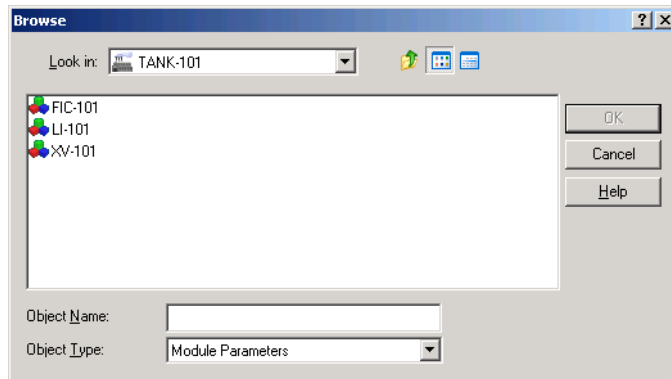 Browse
Look in: TANK-101
FIC-101
LI-101
XV-101
OK
Cancel
Help
Object Name:
Object Type: Module Parameters